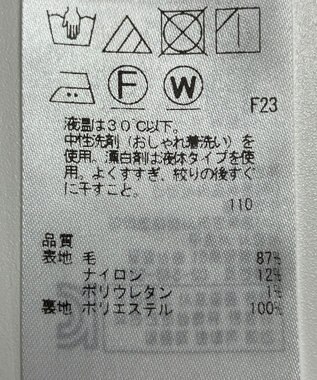 F W
F23
液温は30℃以下。
中性洗剤（おしゃれ着洗い）を
使用。漂白剤は液体タイプを使
用。よくすすぎ、絞りの後すぐ
に干すこと。
110
品質
表地 毛 87%
ナイロン 12%
ポリウレタン 1%
裏地 ポリエステル 100%